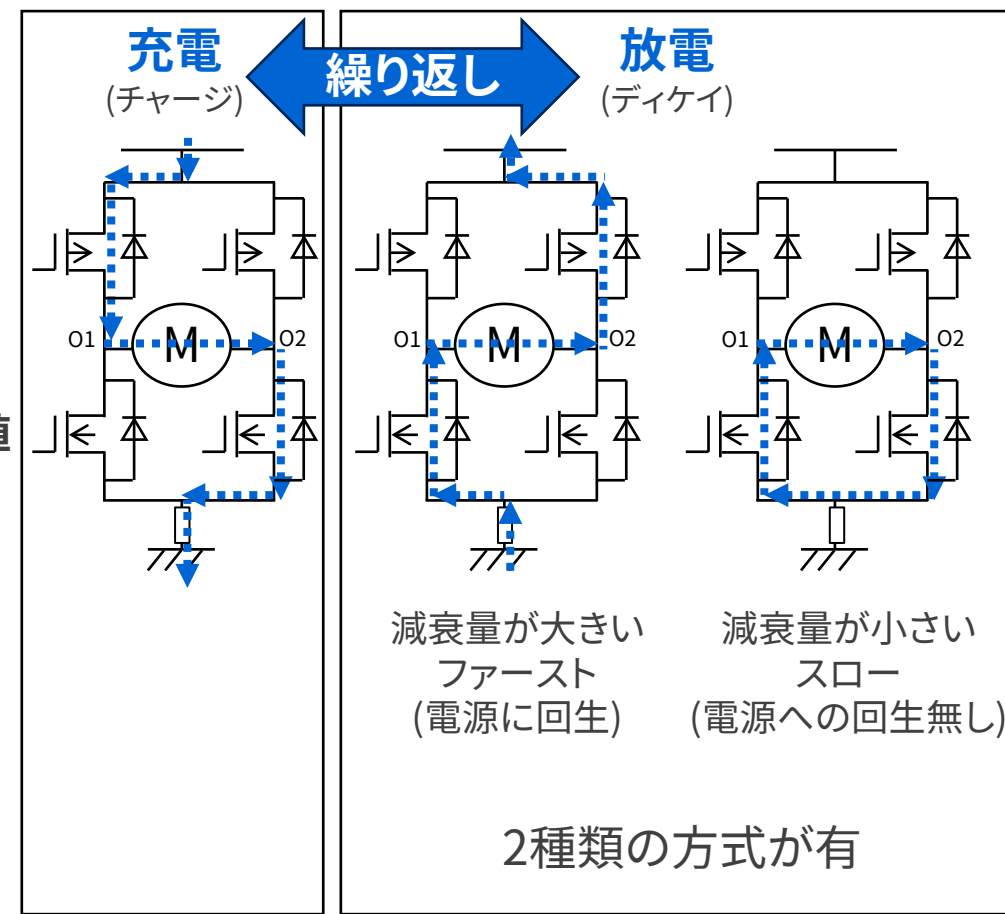 充電
(チャージ)
繰り返し
放電
(ディケイ)
O1
M
O2
O1
M
O2
O1
M
O2
減衰量が大きい
ファースト
(電源に回生)
減衰量が小さい
スロー
(電源への回生無し)
2種類の方式が有